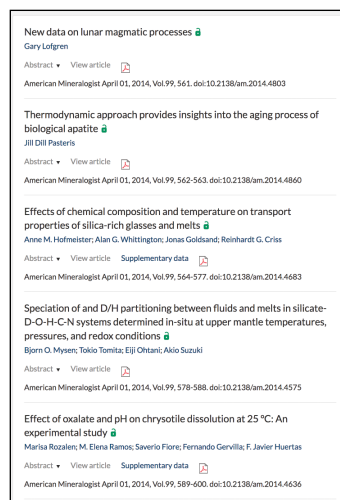 New data on lunar magmatic processes
Gary Lofgren
Abstract View article
American Mineralogist April 01, 2014, Vol.99, 561. doi:10.2138/am.2014.4803
Thermodynamic approach provides insights into the aging process of
biological apatite
Jill Dill Pasteris
Abstract View article
American Mineralogist April 01, 2014, Vol.99, 562-563. doi:10.2138/am.2014.4860
Effects of chemical composition and temperature on transport
properties of silica-rich glasses and melts
Anne M. Hofmeister; Alan G. Whittington; Jonas Goldsand; Reinhardt G. Criss
Abstract View article Supplementary data
American Mineralogist April 01, 2014, Vol.99, 564-577. doi:10.2138/am.2014.4683
Speciation of and D/H partitioning between fluids and melts in silicate-
D-O-H-C-N systems determined in-situ at upper mantle temperatures,
pressures, and redox conditions
Bjorn O. Mysen; Tokio Tomita; Eiji Ohtani; Akio Suzuki
Abstract View article
American Mineralogist April 01, 2014, Vol.99, 578-588. doi:10.2138/am.2014.4575
Effect of oxalate and pH on chrysotile dissolution at 25 °C: An
experimental study
Marisa Rozalen; M. Elena Ramos; Saverio Fiore; Fernando Gervilla; F. Javier Huertas
Abstract View article Supplementary data
American Mineralogist April 01, 2014, Vol.99, 589-600. doi:10.2138/am.2014.4636